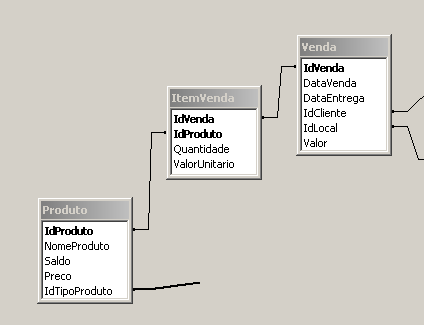 Venda
IdVenda
DataVenda
DataEntrega
IdCliente
IdLocal
Valor
ItemVenda
IdVenda
IdProduto
Quantidade
ValorUnitario
Produto
IdProduto
NomeProduto
Saldo
Preco
IdTipoProduto